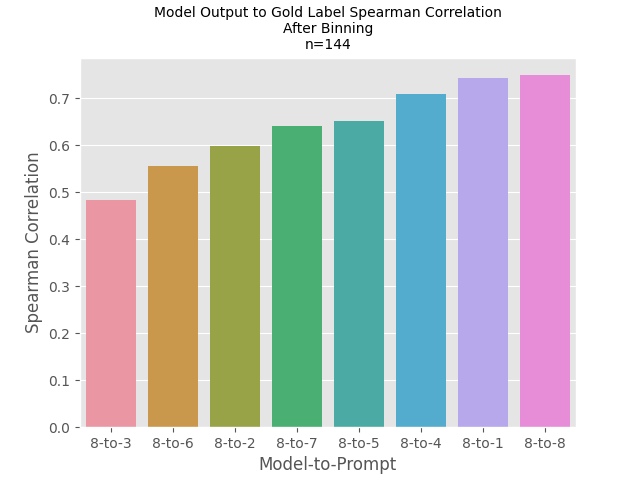 Model Output to Gold Label Spearman Correlation
After Binning
n=144
Spearman Correlation
0.7
0.6
0.5
0.4
0.3
0.2
0.1
0.0
8-to-3 8-to-6 8-to-2 8-to-7 8-to-5 8-to-4 8-to-1 8-to-8
Model-to-Prompt